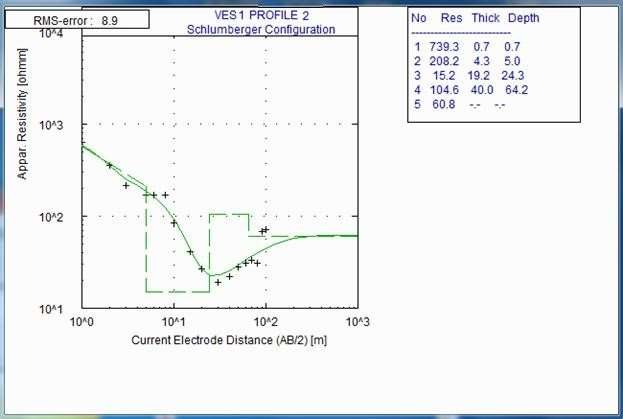 RMS-error : 8.9
VES1 PROFILE 2
Schlumberger Configuration
No Res Thick Depth
------------------------
1 739.3 0.7 0.7
2 208.2 4.3 5.0
3 15.2 19.2 24.3
4 104.6 40.0 64.2
5 60.8 -.- -.-
Appar. Resistivity [ohmm]
10^4
10^3
10^2
10^1
10^0 10^1 10^2 10^3
Current Electrode Distance (AB/2) [m]